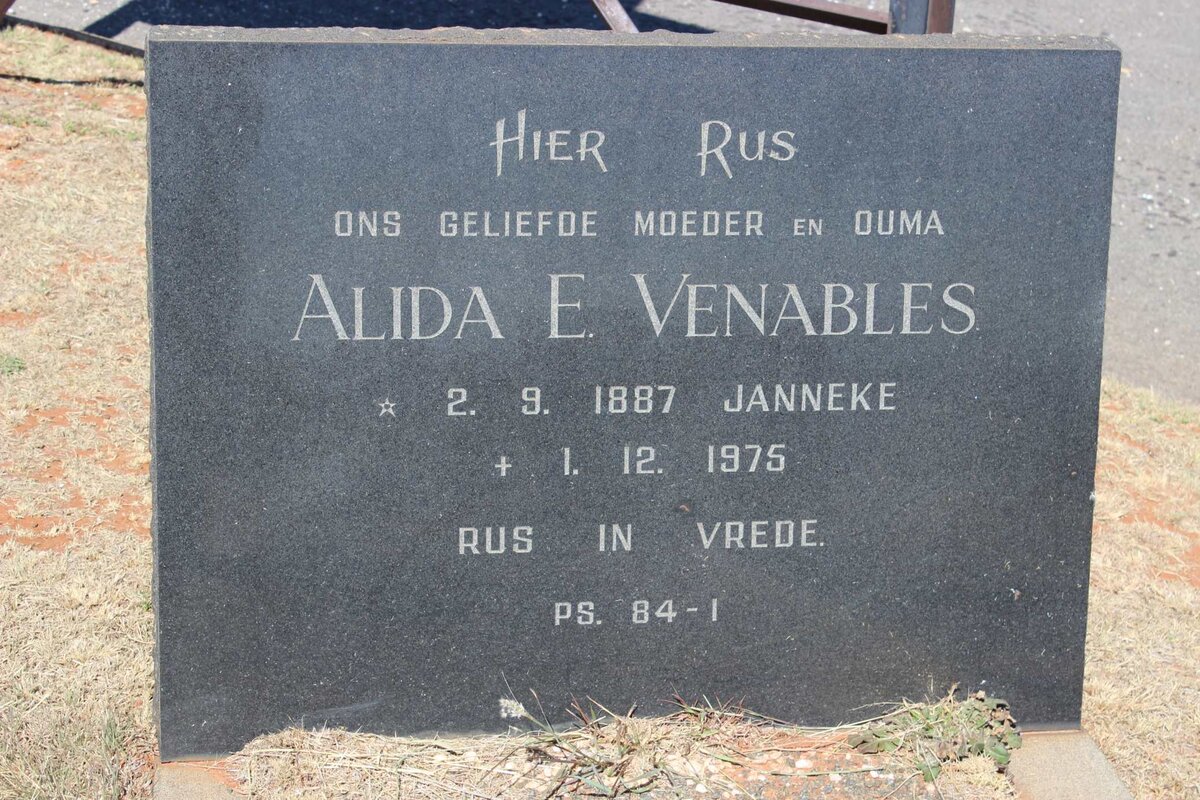 Hier Rus
ONS GELIEFDE MOEDER EN OUMA
ALIDA E. VENABLES.
☆ 2. 9. 1887 JANNEKE
+ 1. 12. 1975
RUS IN VREDE.
PS. 84-1